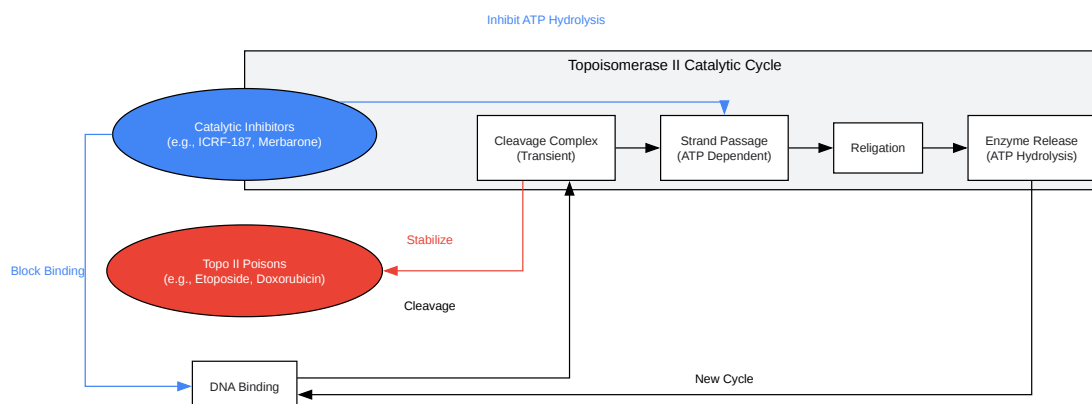 Inhibit ATP Hydrolysis
Topoisomerase II Catalytic Cycle
Catalytic Inhibitors
(e.g., ICRF-187, Merbarone)
Cleavage Complex
(Transient)
Strand Passage
(ATP Dependent)
Religation
Enzyme Release
(ATP Hydrolysis)
Stabilize
Block Binding
Topo II Poisons
(e.g., Etoposide, Doxorubicin)
Cleavage
DNA Binding
New Cycle